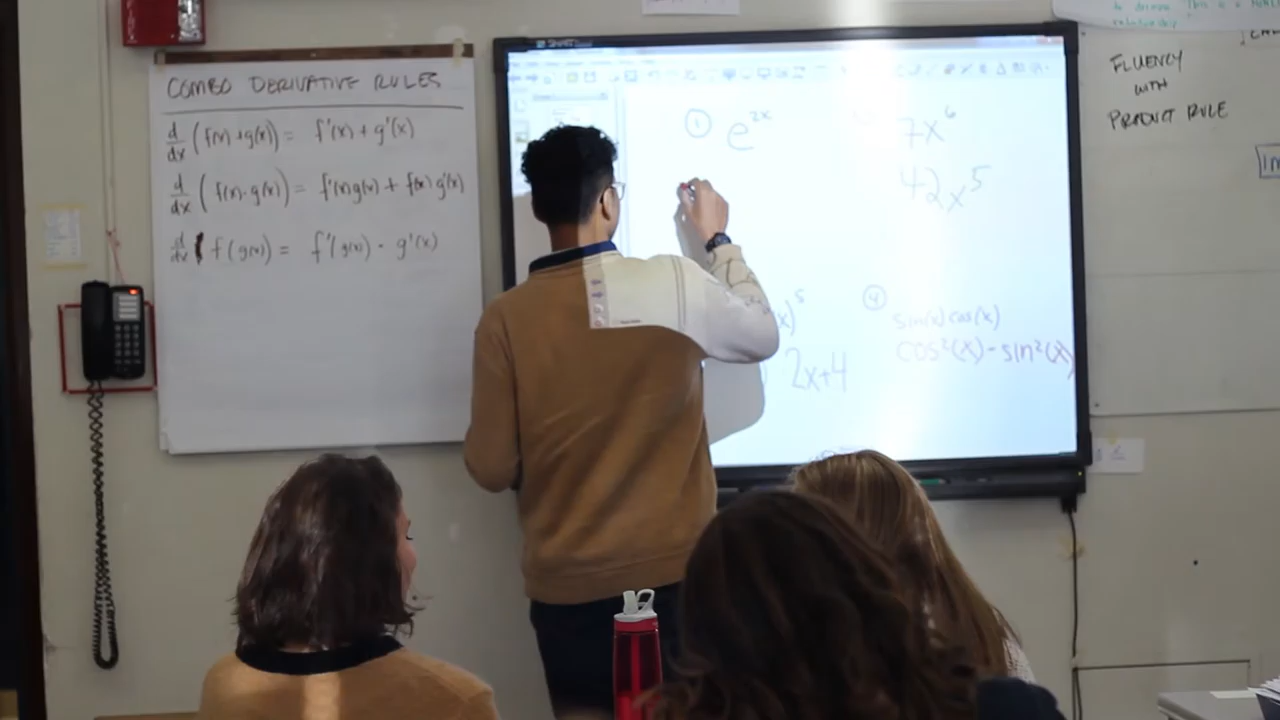 COMBO DERIVATIVE RULES
d/dx (f(x)+g(x)) = f'(x) + g'(x)
d/dx (f(x)·g(x)) = f'(x)g(x) + f(x)g'(x)
d/dx f(g(x)) = f'(g(x)) · g'(x)
① e^2x
7x^6
42x^5
x)^5
2x+4
④
sin(x) cos(x)
cos²(x) - sin²(x)
relationship
FLUENCY
WITH
PRODUCT RULE